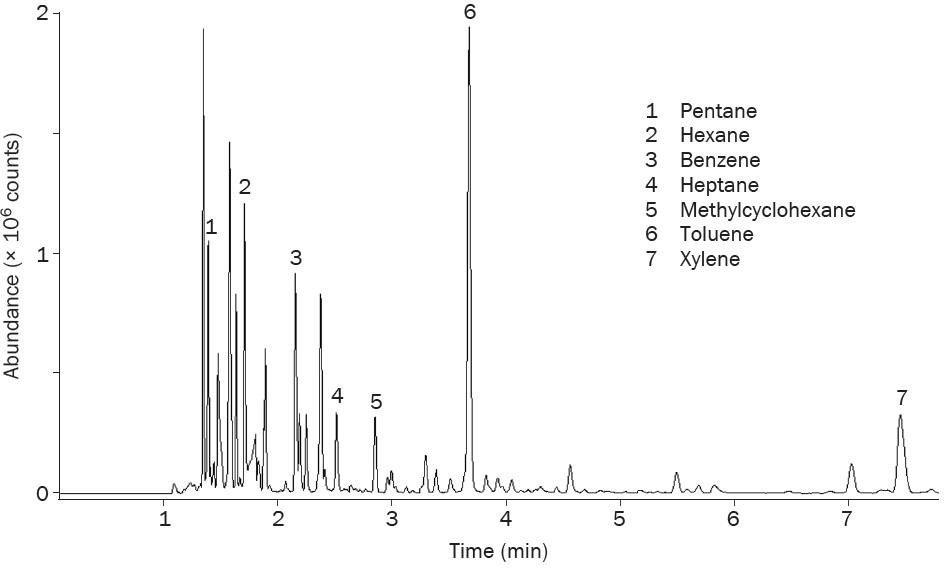 2
6
1 Pentane
2 Hexane
3 Benzene
4 Heptane
5 Methylcyclohexane
6 Toluene
7 Xylene
2
1
3
1
4
5
7
0
1 2 3 4 5 6 7
Time (min)
Abundance (× 10⁶ counts)